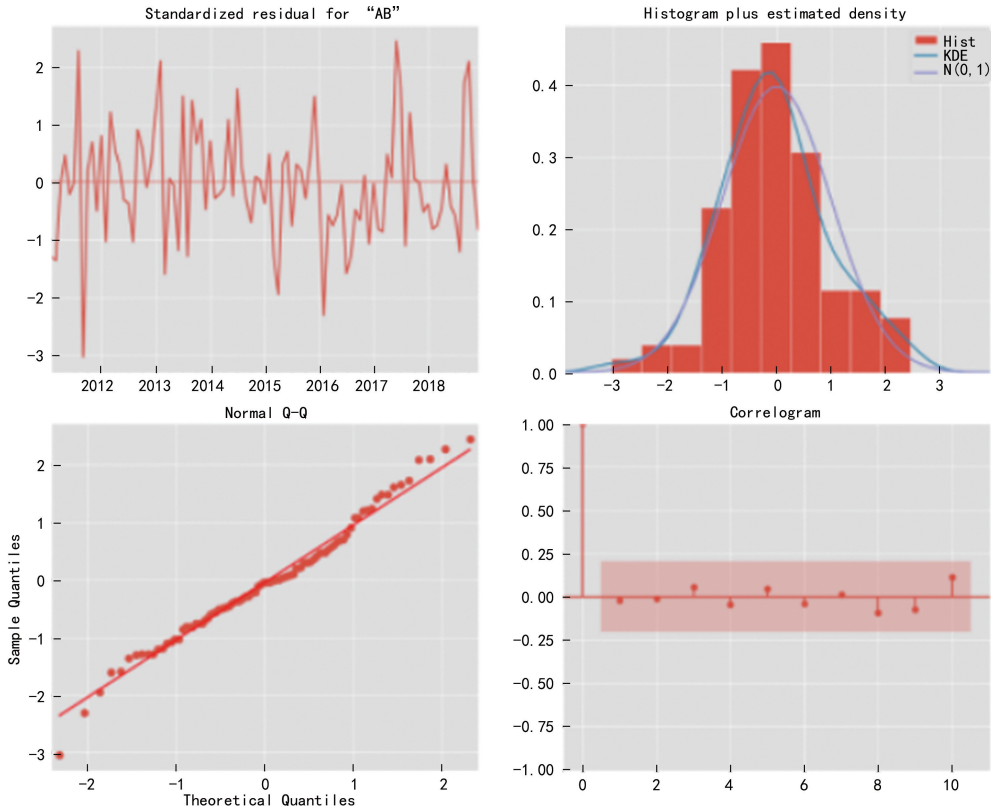 Standardized residual for “AB”
2
1
0
−1
−2
−3
2012 2013 2014 2015 2016 2017 2018
Histogram plus estimated density
Hist
KDE
N(0,1)
0.4
0.3
0.2
0.1
0.0
−3 −2 −1 0 1 2 3
Normal Q-Q
Sample Quantiles
2
1
0
−1
−2
−3
−2 −1 0 1 2
Theoretical Quantiles
Correlogram
1.00
0.75
0.50
0.25
0.00
−0.25
−0.50
−0.75
−1.00
0 2 4 6 8 10